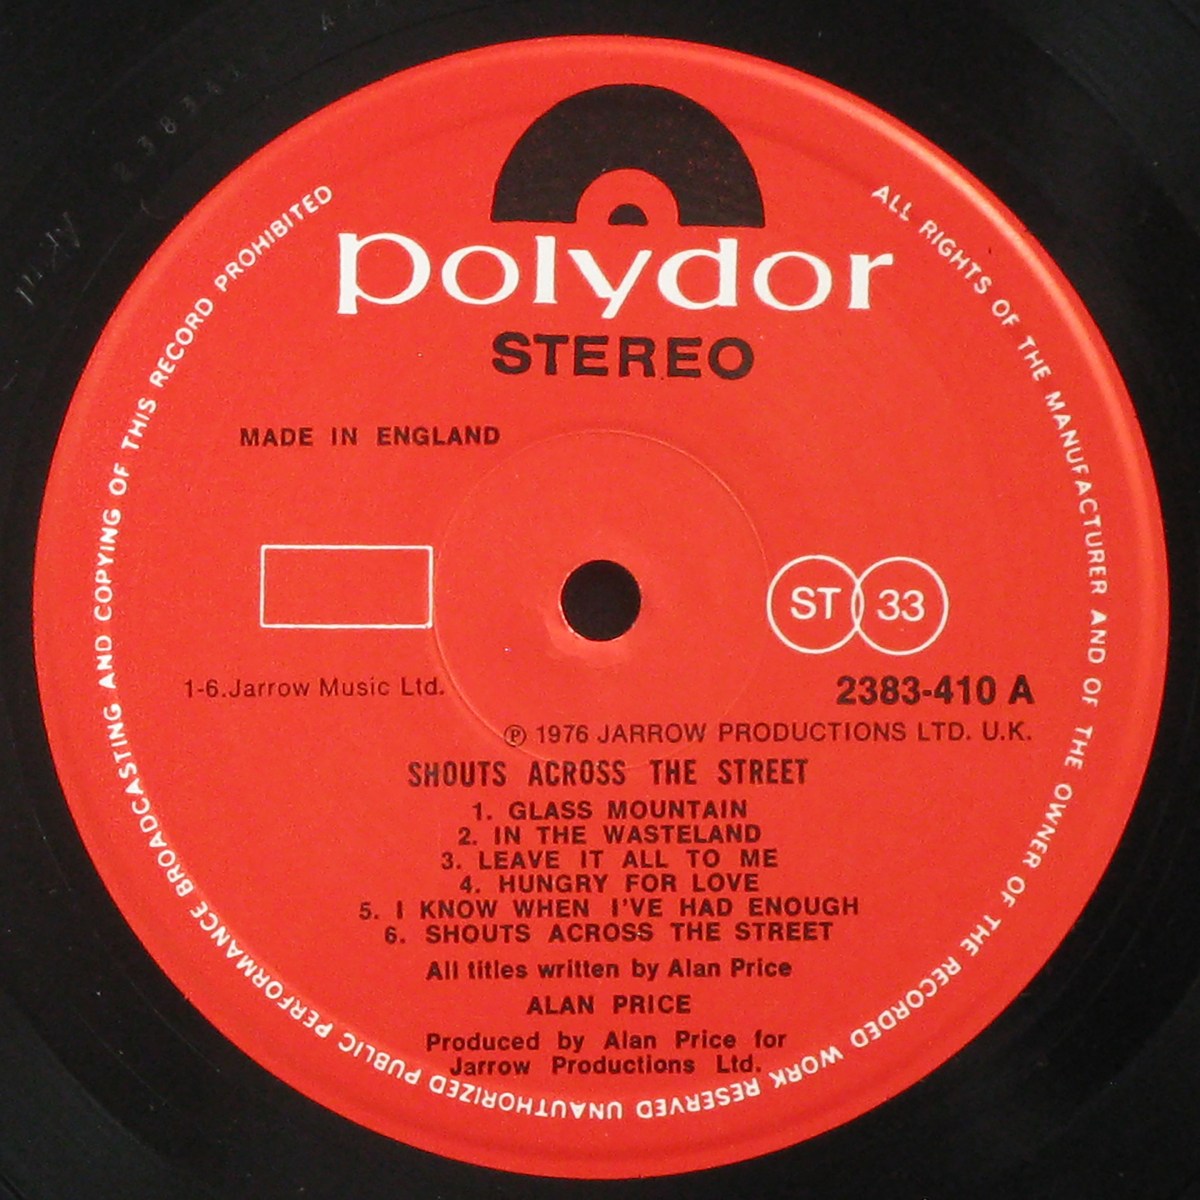 polydor
STEREO
MADE IN ENGLAND
ST 33
1-6.Jarrow Music Ltd.
2383-410 A
℗ 1976 JARROW PRODUCTIONS LTD. U.K.
SHOUTS ACROSS THE STREET
1. GLASS MOUNTAIN
2. IN THE WASTELAND
3. LEAVE IT ALL TO ME
4. HUNGRY FOR LOVE
5. I KNOW WHEN I'VE HAD ENOUGH
6. SHOUTS ACROSS THE STREET
All titles written by Alan Price
ALAN PRICE
Produced by Alan Price for
Jarrow Productions Ltd.
ALL RIGHTS OF THE MANUFACTURER AND OF THE OWNER OF THE RECORDED WORK RESERVED UNAUTHORIZED PUBLIC PERFORMANCE BROADCASTING AND COPYING OF THIS RECORD PROHIBITED